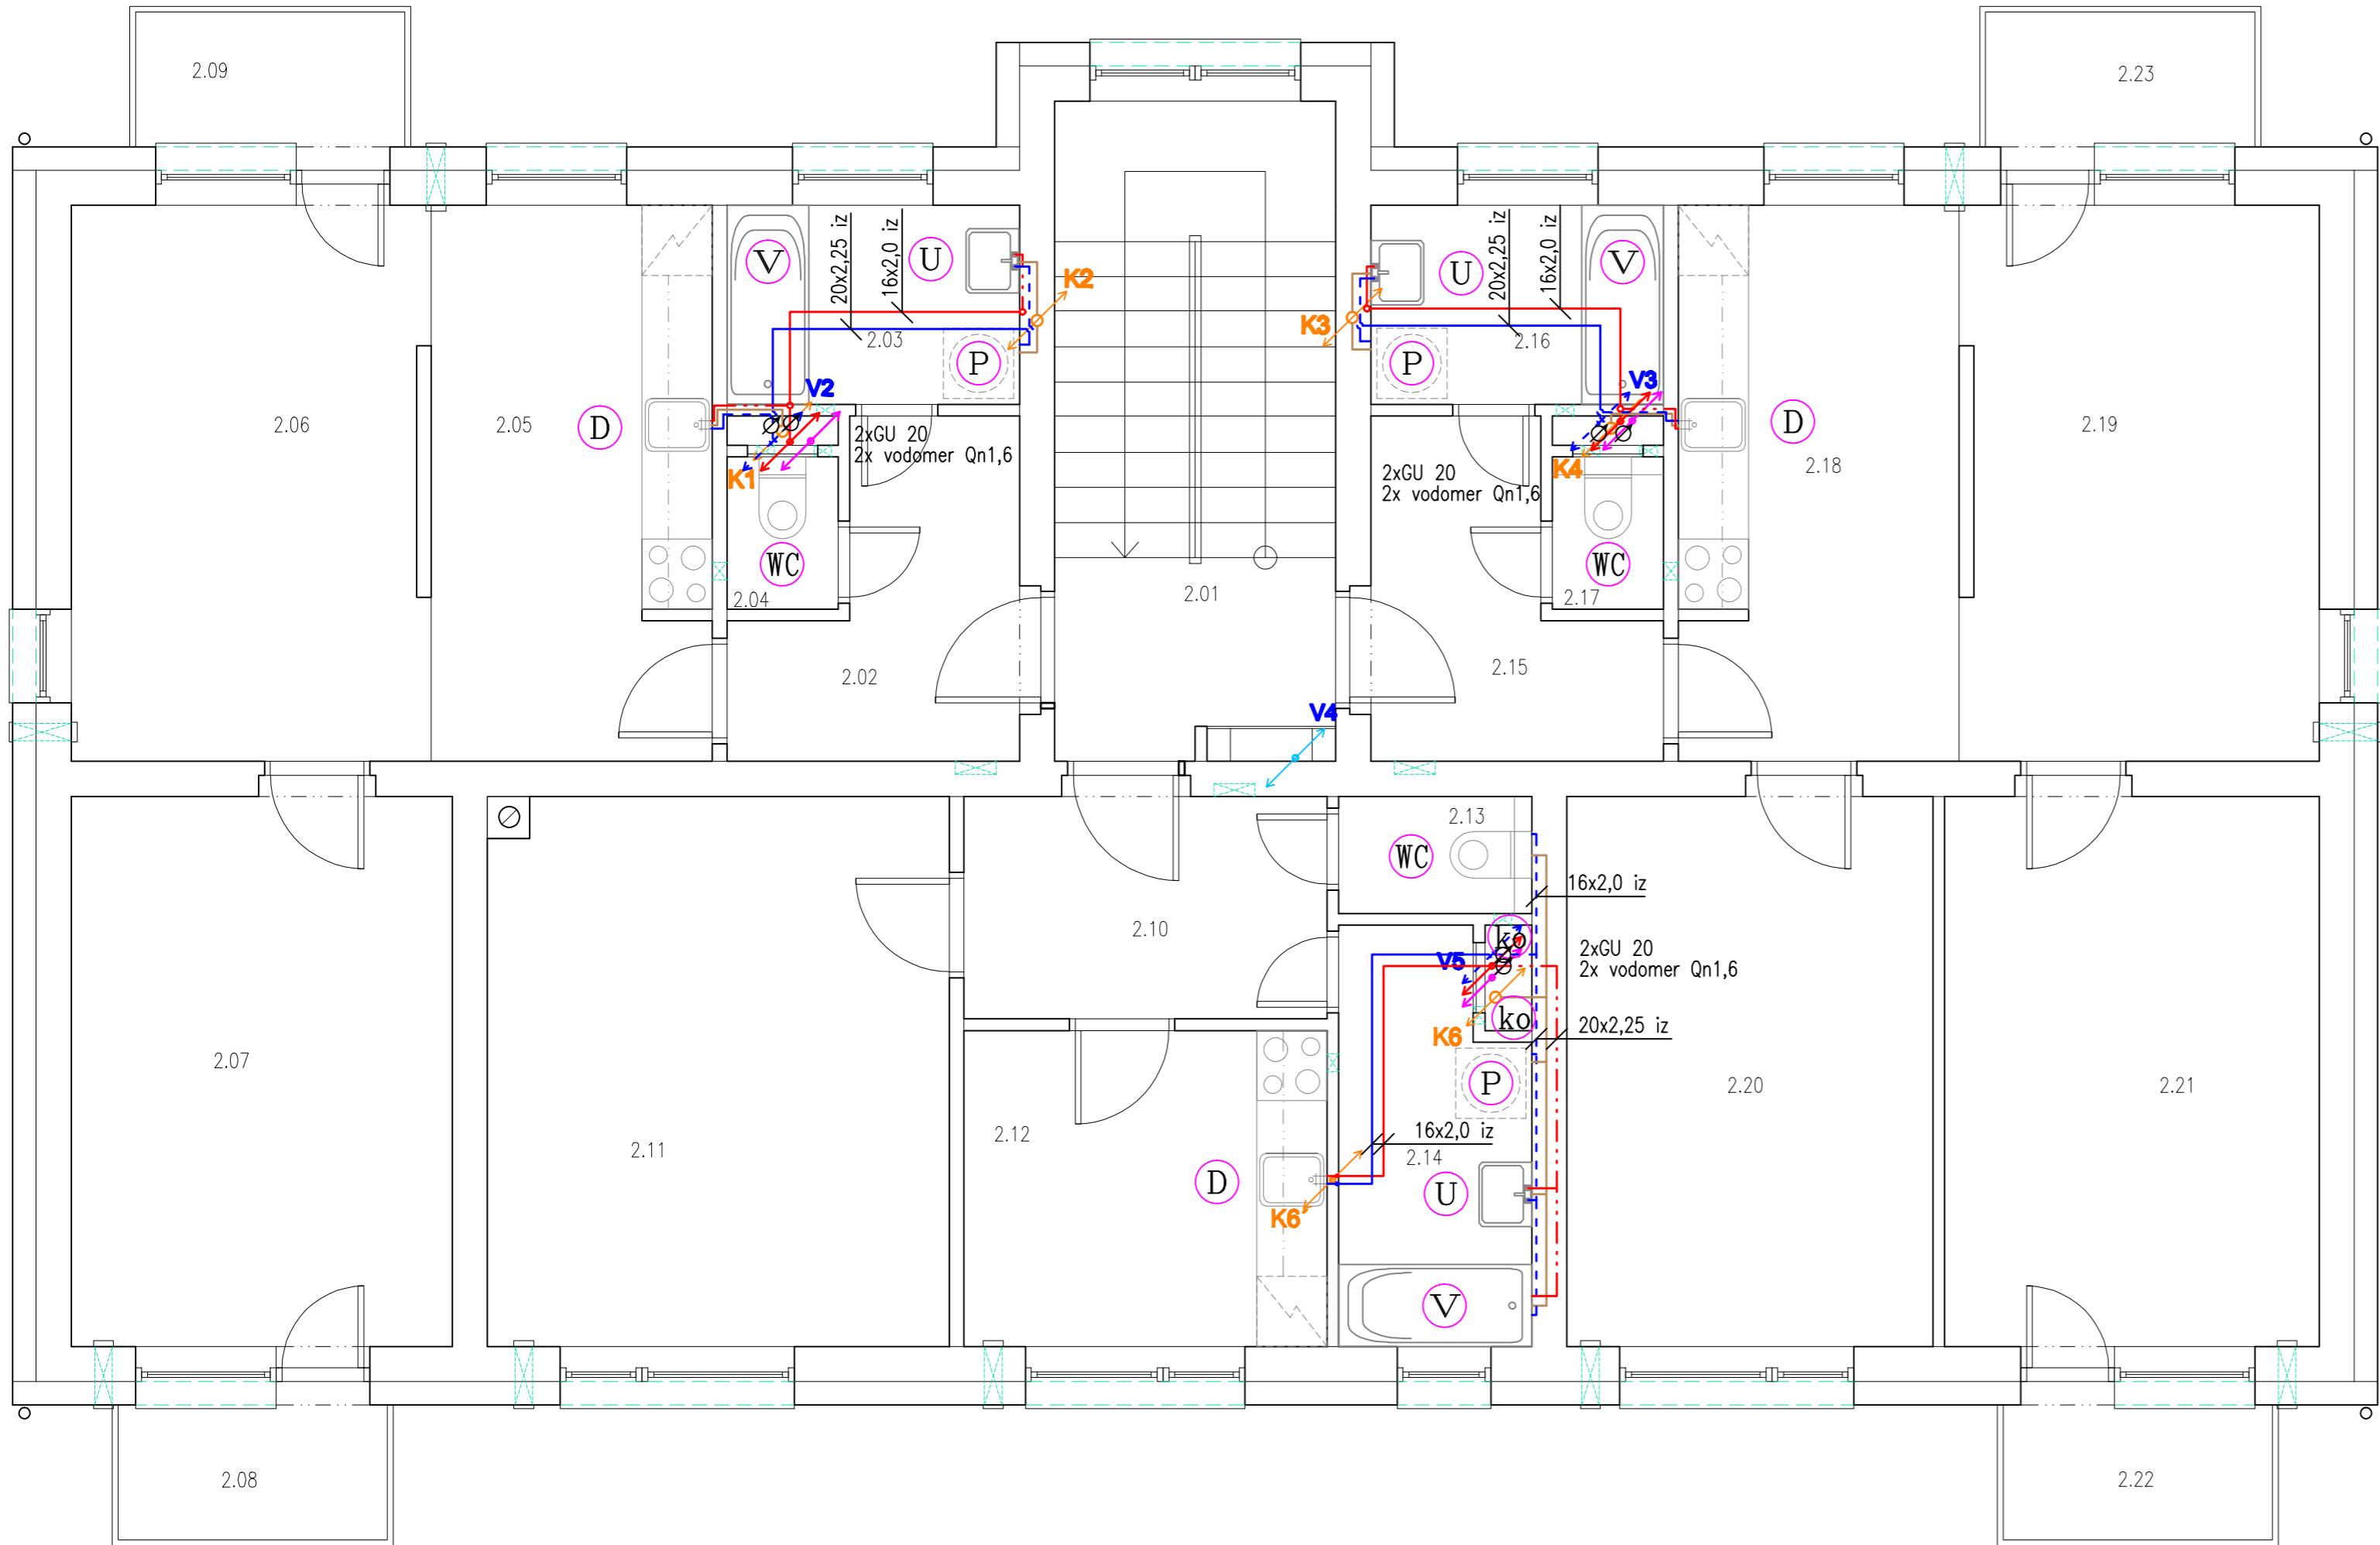 2.09
2.23
20x2,25 iz
16x2,0 iz
U
V
K2
2.03
P
V2
2xGU 20
2x vodomer Qn1,6
K1
WC
2.04
2.06
2.05
D
2.02
2.01
V4
U
20x2,25 iz
16x2,0 iz
V
K3
P
2.16
V3
2xGU 20
2x vodomer Qn1,6
K4
WC
2.17
D
2.18
2.19
2.15
2.13
WC
16x2,0 iz
2.10
ko
V5
2xGU 20
2x vodomer Qn1,6
ko
K6
20x2,25 iz
P
2.07
2.11
2.12
16x2,0 iz
2.14
D
U
K6'
V
2.20
2.21
2.08
2.22